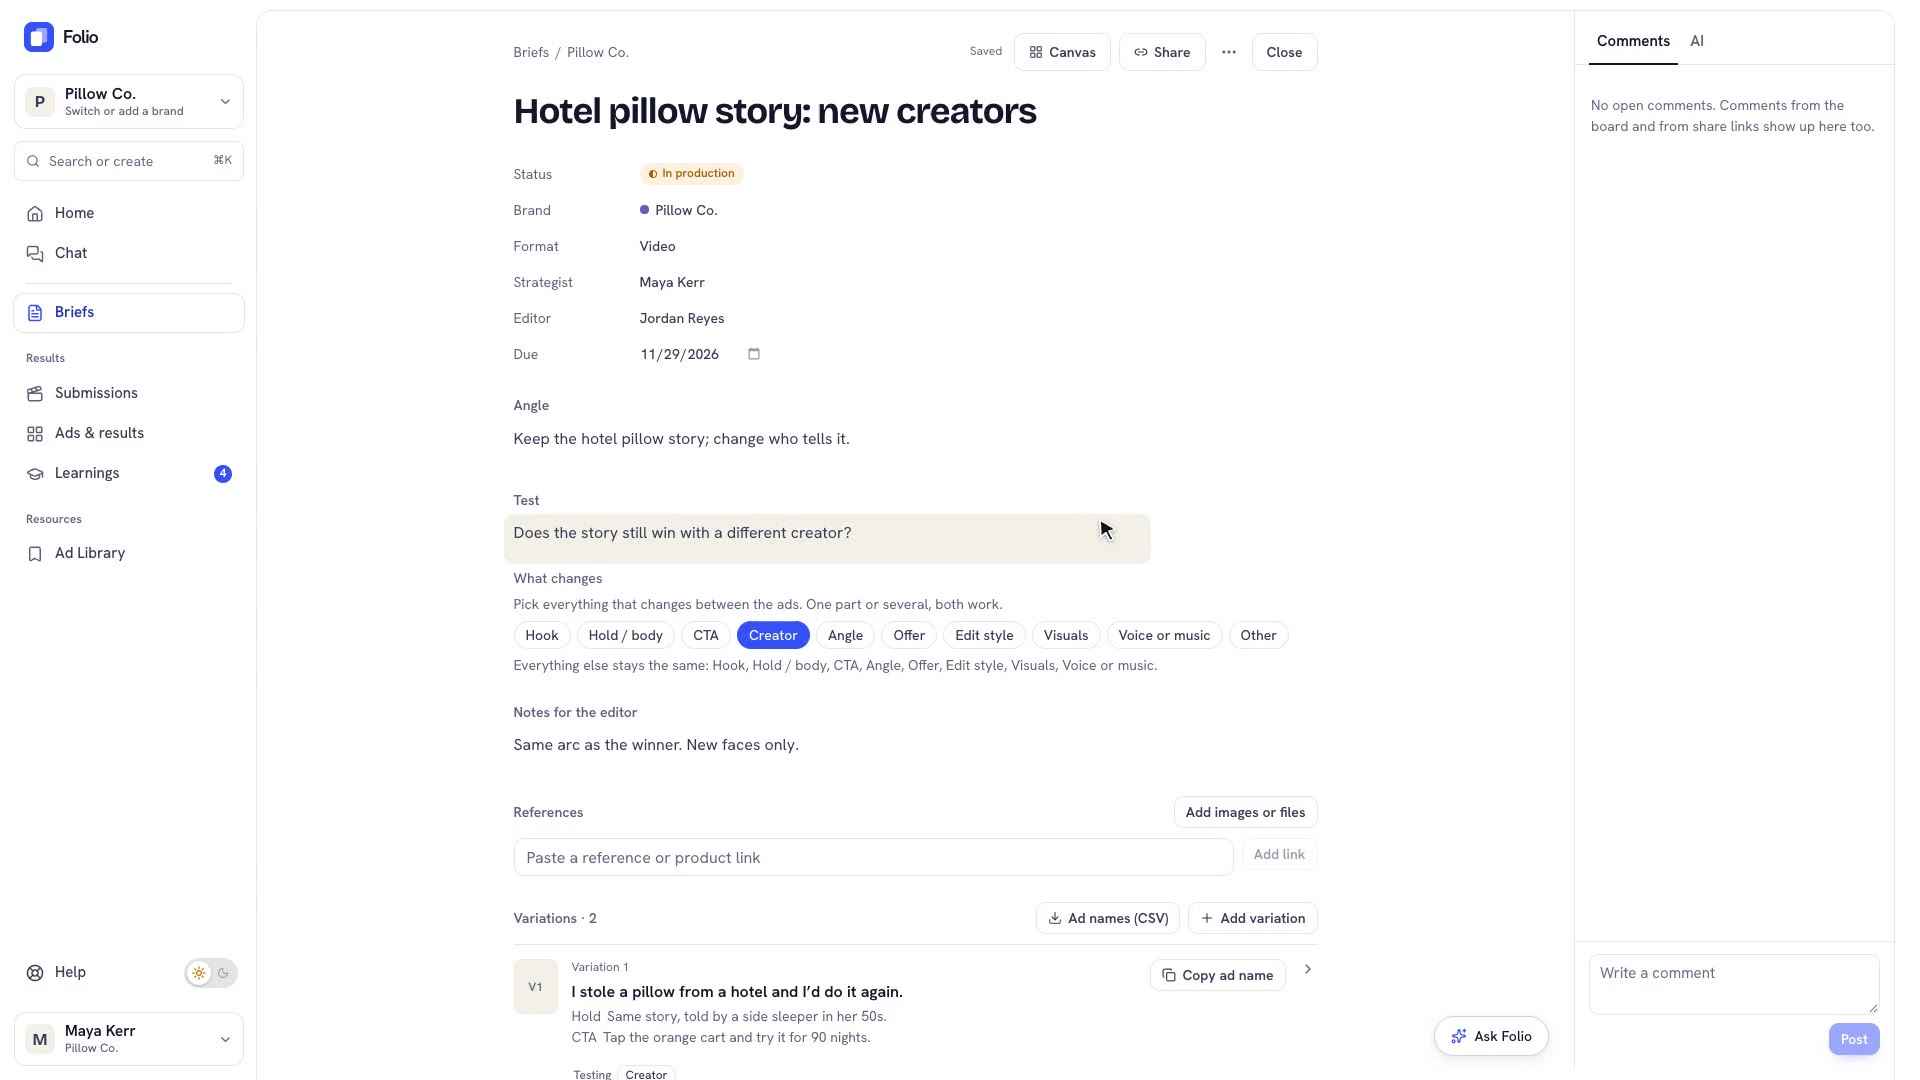 Folio
P
Pillow Co.
Switch or add a brand
Search or create
⌘K
Home
Chat
Briefs
Results
Submissions
Ads & results
Learnings
4
Resources
Ad Library
Help
M
Maya Kerr
Pillow Co.
Briefs / Pillow Co.
Saved
Canvas
Share
Close
Hotel pillow story: new creators
Status
In production
Brand
Pillow Co.
Format
Video
Strategist
Maya Kerr
Editor
Jordan Reyes
Due
11/29/2026
Angle
Keep the hotel pillow story; change who tells it.
Test
Does the story still win with a different creator?
What changes
Pick everything that changes between the ads. One part or several, both work.
Hook
Hold / body
CTA
Creator
Angle
Offer
Edit style
Visuals
Voice or music
Other
Everything else stays the same: Hook, Hold / body, CTA, Angle, Offer, Edit style, Visuals, Voice or music.
Notes for the editor
Same arc as the winner. New faces only.
References
Add images or files
Paste a reference or product link
Add link
Variations · 2
Ad names (CSV)
Add variation
V1
Variation 1
I stole a pillow from a hotel and I’d do it again.
Hold Same story, told by a side sleeper in her 50s.
CTA Tap the orange cart and try it for 90 nights.
Testing
Creator
Copy ad name
Ask Folio
Comments
AI
No open comments. Comments from the
board and from share links show up here too.
Write a comment
Post